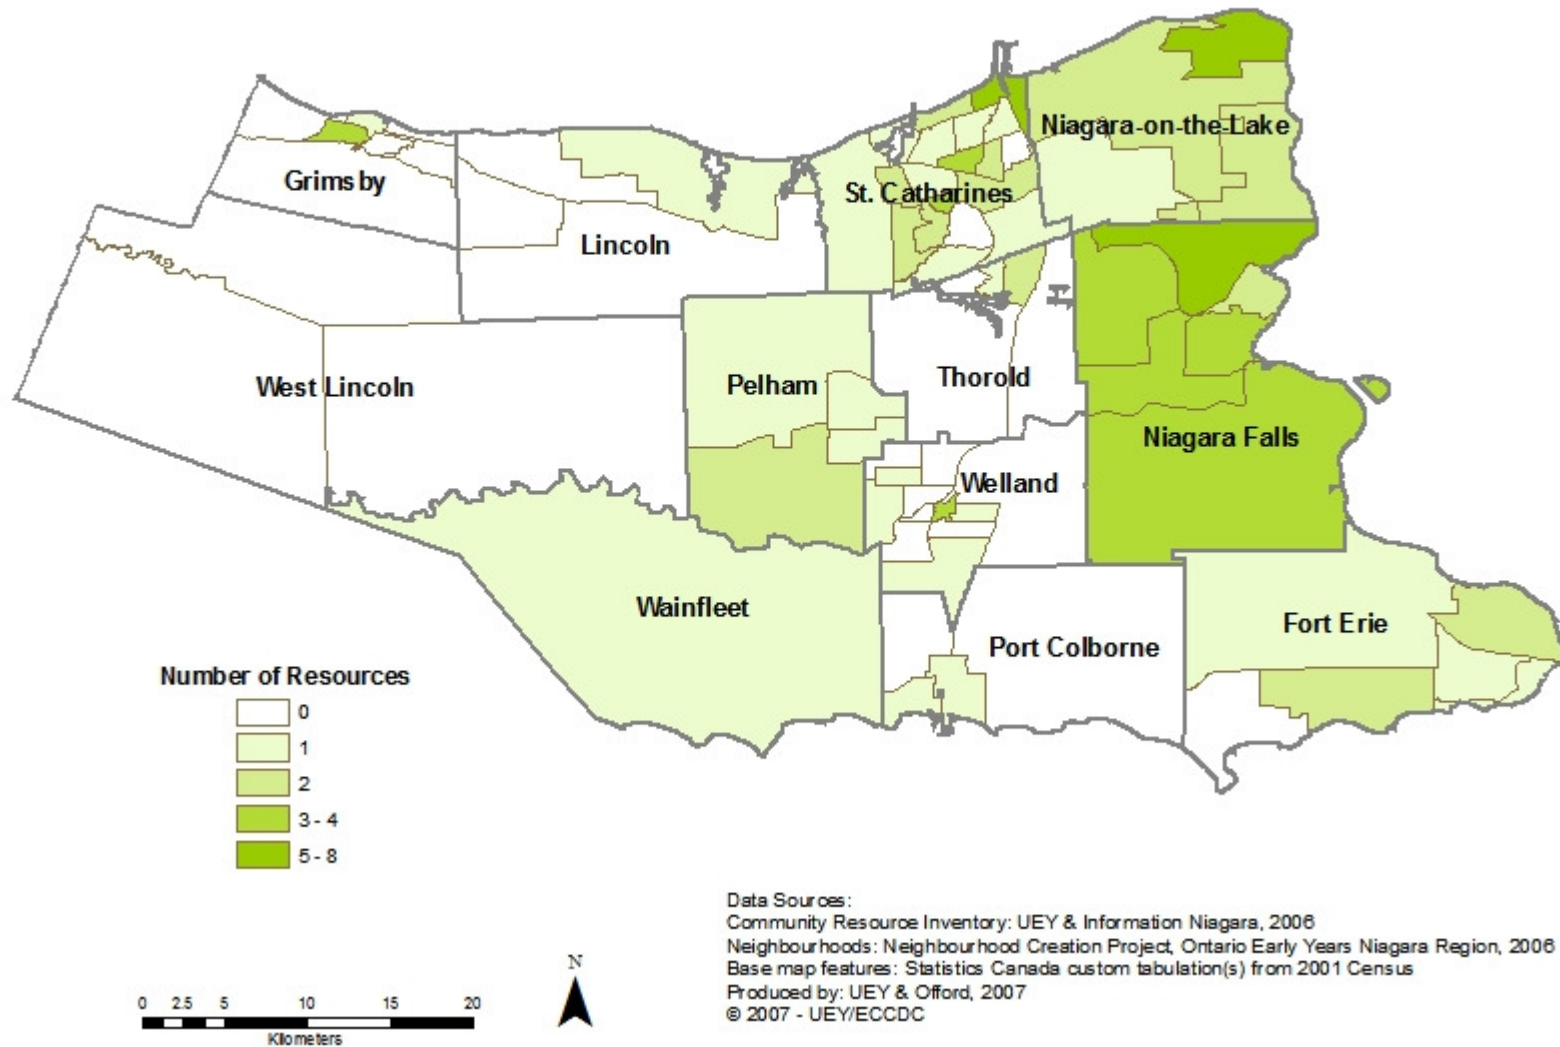 Niagara-on-the-Lake
Grimsby
St. Catharines
Lincoln
West Lincoln
Pelham
Thorold
Niagara Falls
Welland
Wainfleet
Port Colborne
Fort Erie
Number of Resources
0
1
2
3 - 4
5 - 8
Data Sources:
Community Resource Inventory: UEY & Information Niagara, 2006
Neighbourhoods: Neighbourhood Creation Project, Ontario Early Years Niagara Region, 2006
Base map features: Statistics Canada custom tabulation(s) from 2001 Census
Produced by: UEY & Offord, 2007
© 2007 - UEY/ECCDC
N
0 2.5 5 10 15 20
Kilometers